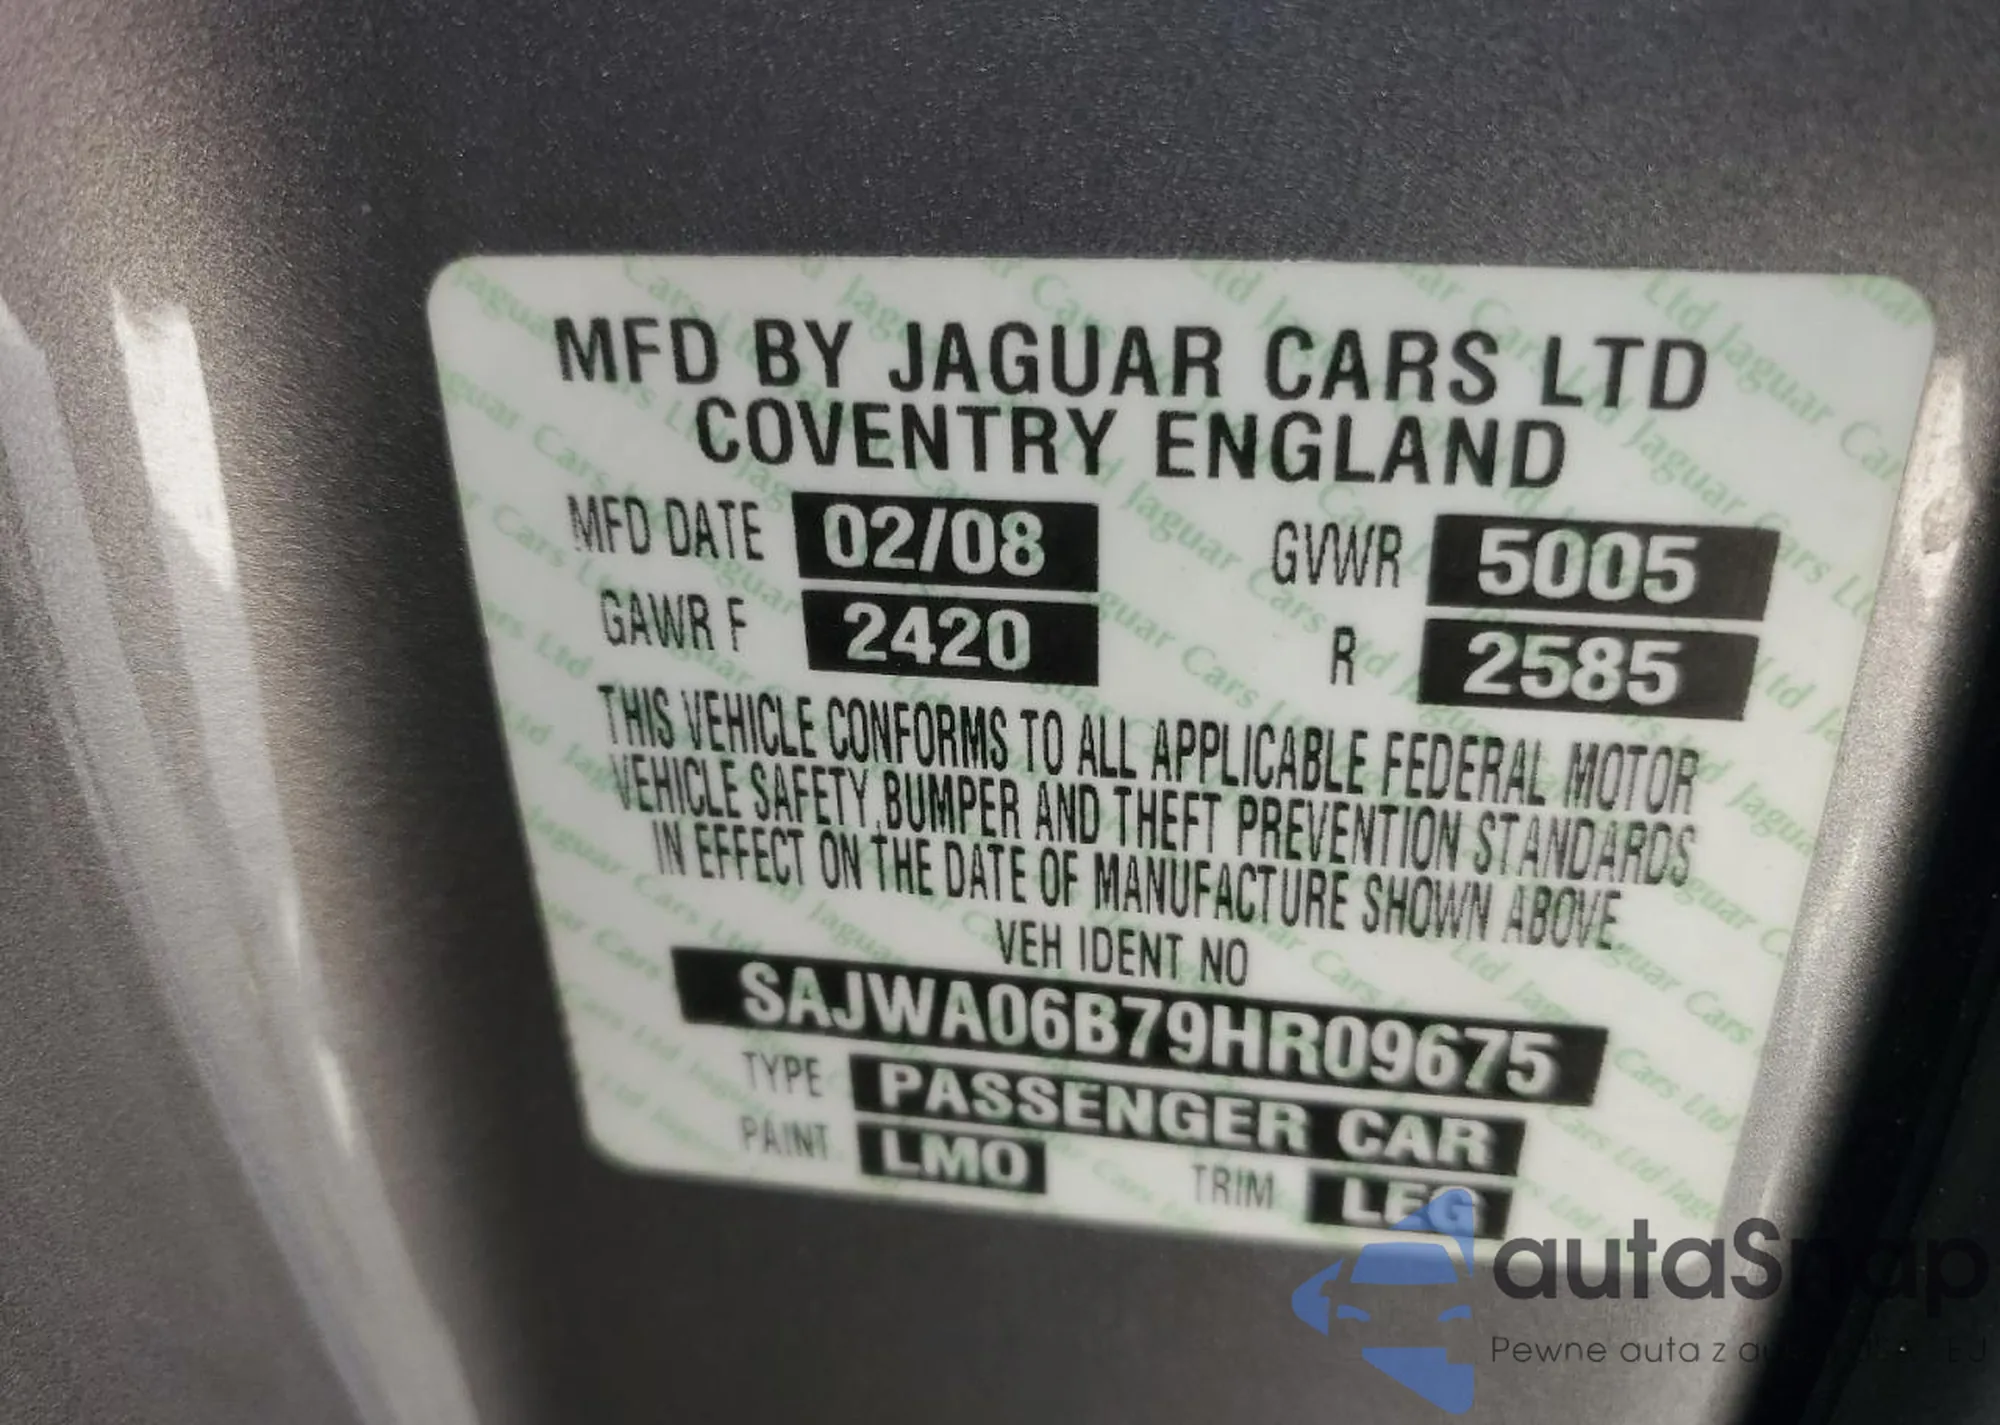 MFD BY JAGUAR CARS LTD
COVENTRY ENGLAND
MFD DATE 02/08 GVWR 5005
GAWR F 2420 R 2585
THIS VEHICLE CONFORMS TO ALL APPLICABLE FEDERAL MOTOR
VEHICLE SAFETY, BUMPER AND THEFT PREVENTION STANDARDS
IN EFFECT ON THE DATE OF MANUFACTURE SHOWN ABOVE
VEH IDENT NO
SAJWA06B79HR09675
TYPE PASSENGER CAR
PAINT LMO TRIM LEG
autaSnap
Pewne auta z